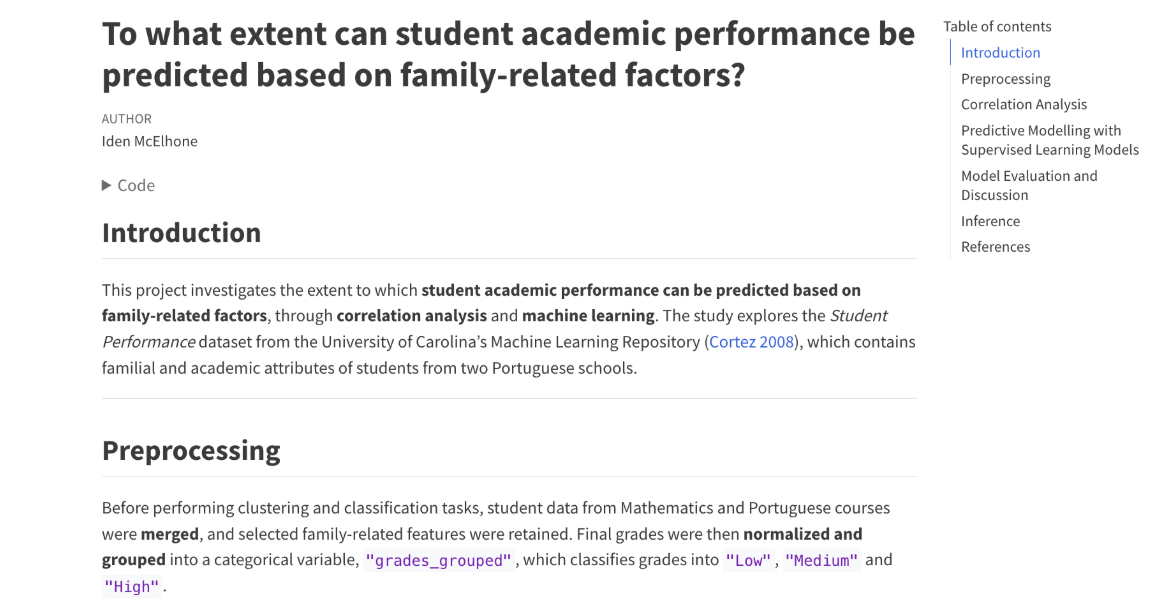 To what extent can student academic performance be
predicted based on family-related factors?
AUTHOR
Iden McElhone
Code
Introduction
This project investigates the extent to which student academic performance can be predicted based on
family-related factors, through correlation analysis and machine learning. The study explores the Student
Performance dataset from the University of Carolina’s Machine Learning Repository (Cortez 2008), which contains
familial and academic attributes of students from two Portuguese schools.
Preprocessing
Before performing clustering and classification tasks, student data from Mathematics and Portuguese courses
were merged, and selected family-related features were retained. Final grades were then normalized and
grouped into a categorical variable, "grades_grouped", which classifies grades into "Low", "Medium" and
"High".
Table of contents
Introduction
Preprocessing
Correlation Analysis
Predictive Modelling with
Supervised Learning Models
Model Evaluation and
Discussion
Inference
References